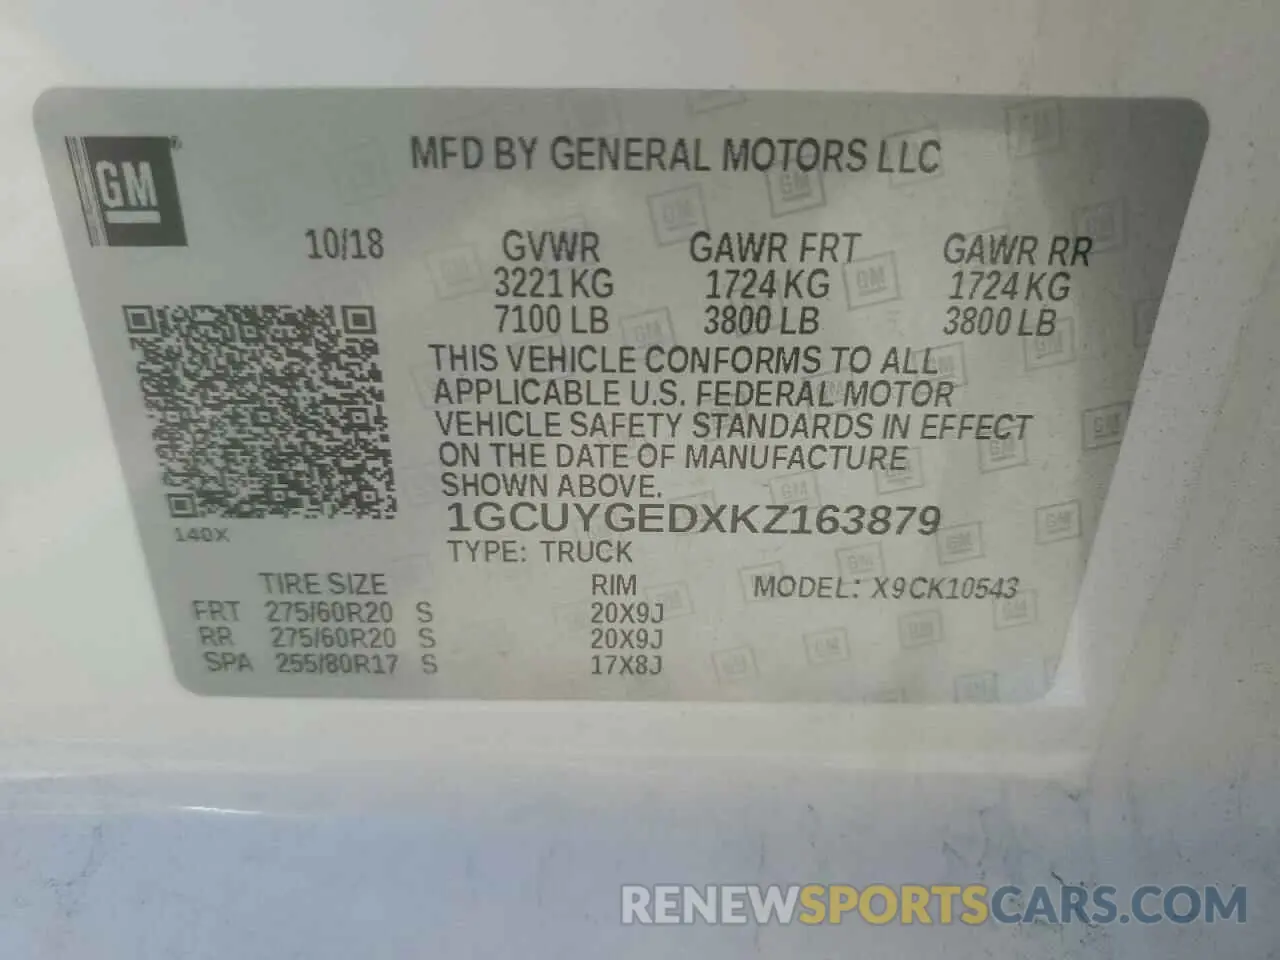 GM®
MFD BY GENERAL MOTORS LLC
10/18 GVWR GAWR FRT GAWR RR
3221 KG 1724 KG 1724 KG
7100 LB 3800 LB 3800 LB
THIS VEHICLE CONFORMS TO ALL
APPLICABLE U.S. FEDERAL MOTOR
VEHICLE SAFETY STANDARDS IN EFFECT
ON THE DATE OF MANUFACTURE
SHOWN ABOVE.
1GCUYGEDXKZ163879
140X
TYPE: TRUCK
TIRE SIZE RIM MODEL: X9CK10543
FRT 275/60R20 S 20X9J
RR 275/60R20 S 20X9J
SPA 255/80R17 S 17X8J
RENEWSPORTSCARS.COM